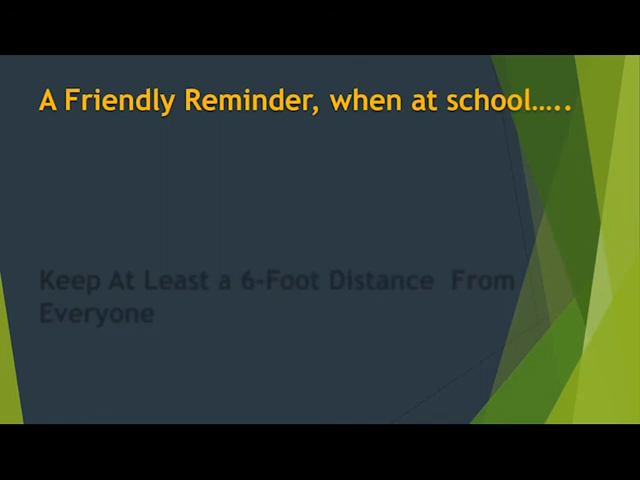 A Friendly Reminder, when at school…..
Keep At Least a 6-Foot Distance  From
Everyone